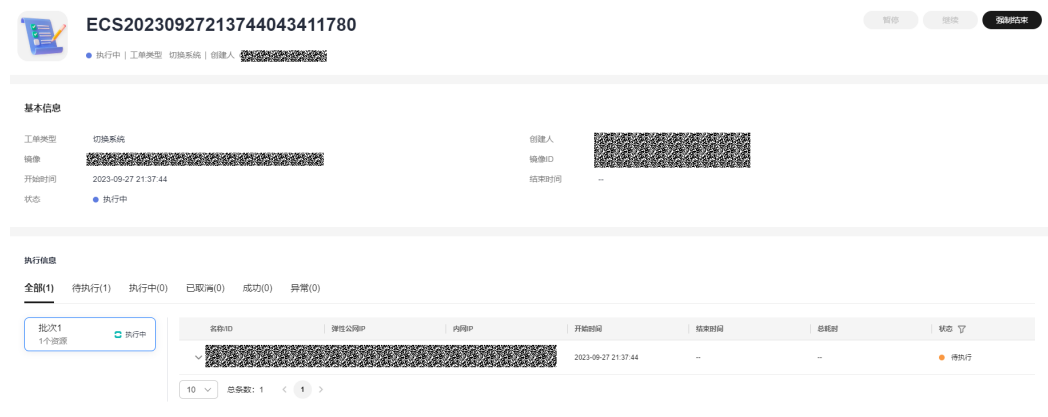 ECS20230927213744043411780
暂停 继续 强制结束
执行中 | 工单类型 切换系统 | 创建人
基本信息
工单类型 切换系统 创建人
镜像 镜像ID
开始时间 2023-09-27 21:37:44 结束时间 --
状态 执行中
执行信息
全部(1) 待执行(1) 执行中(0) 已取消(0) 成功(0) 异常(0)
批次1 执行中
1个资源
名称/ID 弹性公网IP 内网IP 开始时间 结束时间 总耗时 状态
2023-09-27 21:37:44 -- -- 待执行
10 总条数：1 < 1 >